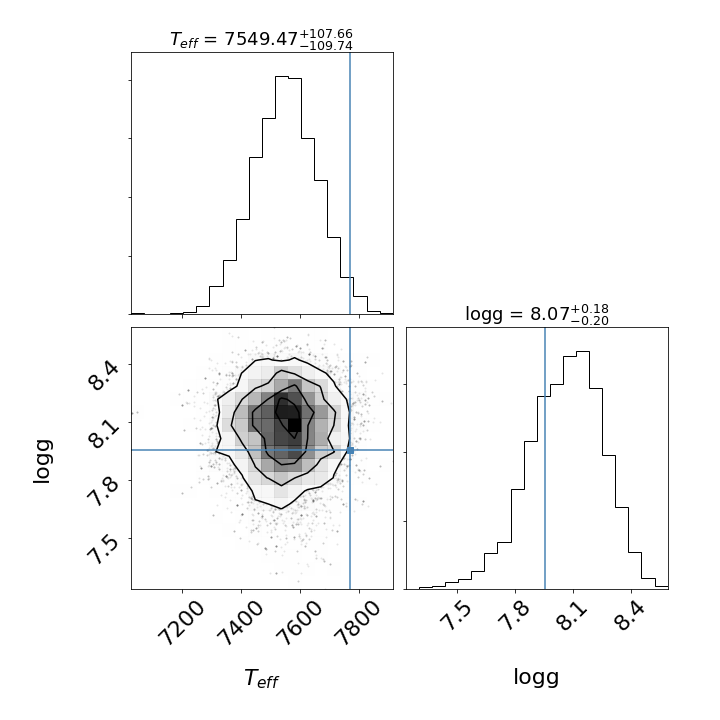 T_eff = 7549.47 +107.66 −109.74
logg = 8.07 +0.18 −0.20
8.4
8.1
7.8
7.5
logg
7200 7400 7600 7800
T_eff
7.5 7.8 8.1 8.4
logg